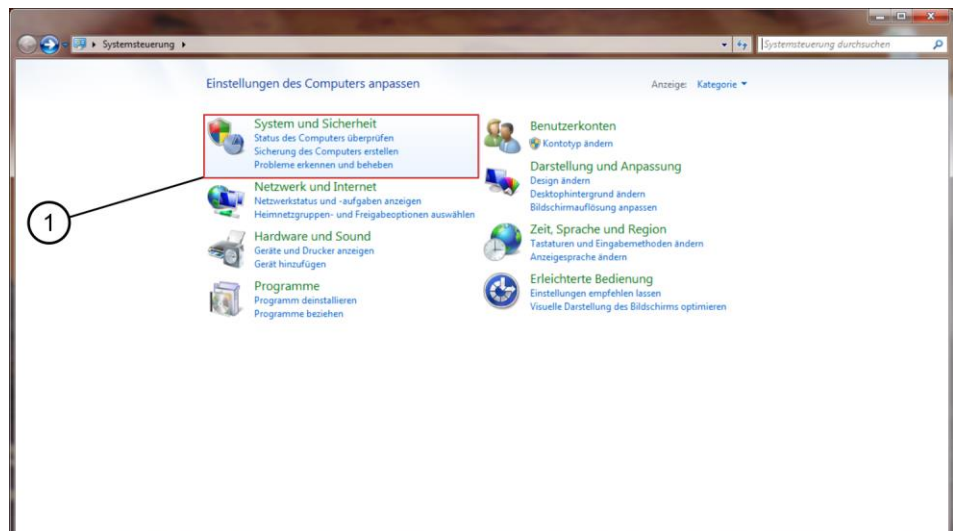 Systemsteuerung
Systemsteuerung durchsuchen
Einstellungen des Computers anpassen
Anzeige: Kategorie
System und Sicherheit
Status des Computers überprüfen
Sicherung des Computers erstellen
Probleme erkennen und beheben
Netzwerk und Internet
Netzwerkstatus und -aufgaben anzeigen
Heimnetzgruppen- und Freigabeoptionen auswählen
Hardware und Sound
Geräte und Drucker anzeigen
Gerät hinzufügen
Programme
Programm deinstallieren
Programme beziehen
Benutzerkonten
Kontotyp ändern
Darstellung und Anpassung
Design ändern
Desktophintergrund ändern
Bildschirmauflösung anpassen
Zeit, Sprache und Region
Tastaturen und Eingabemethoden ändern
Anzeigesprache ändern
Erleichterte Bedienung
Einstellungen empfehlen lassen
Visuelle Darstellung des Bildschirms optimieren
1